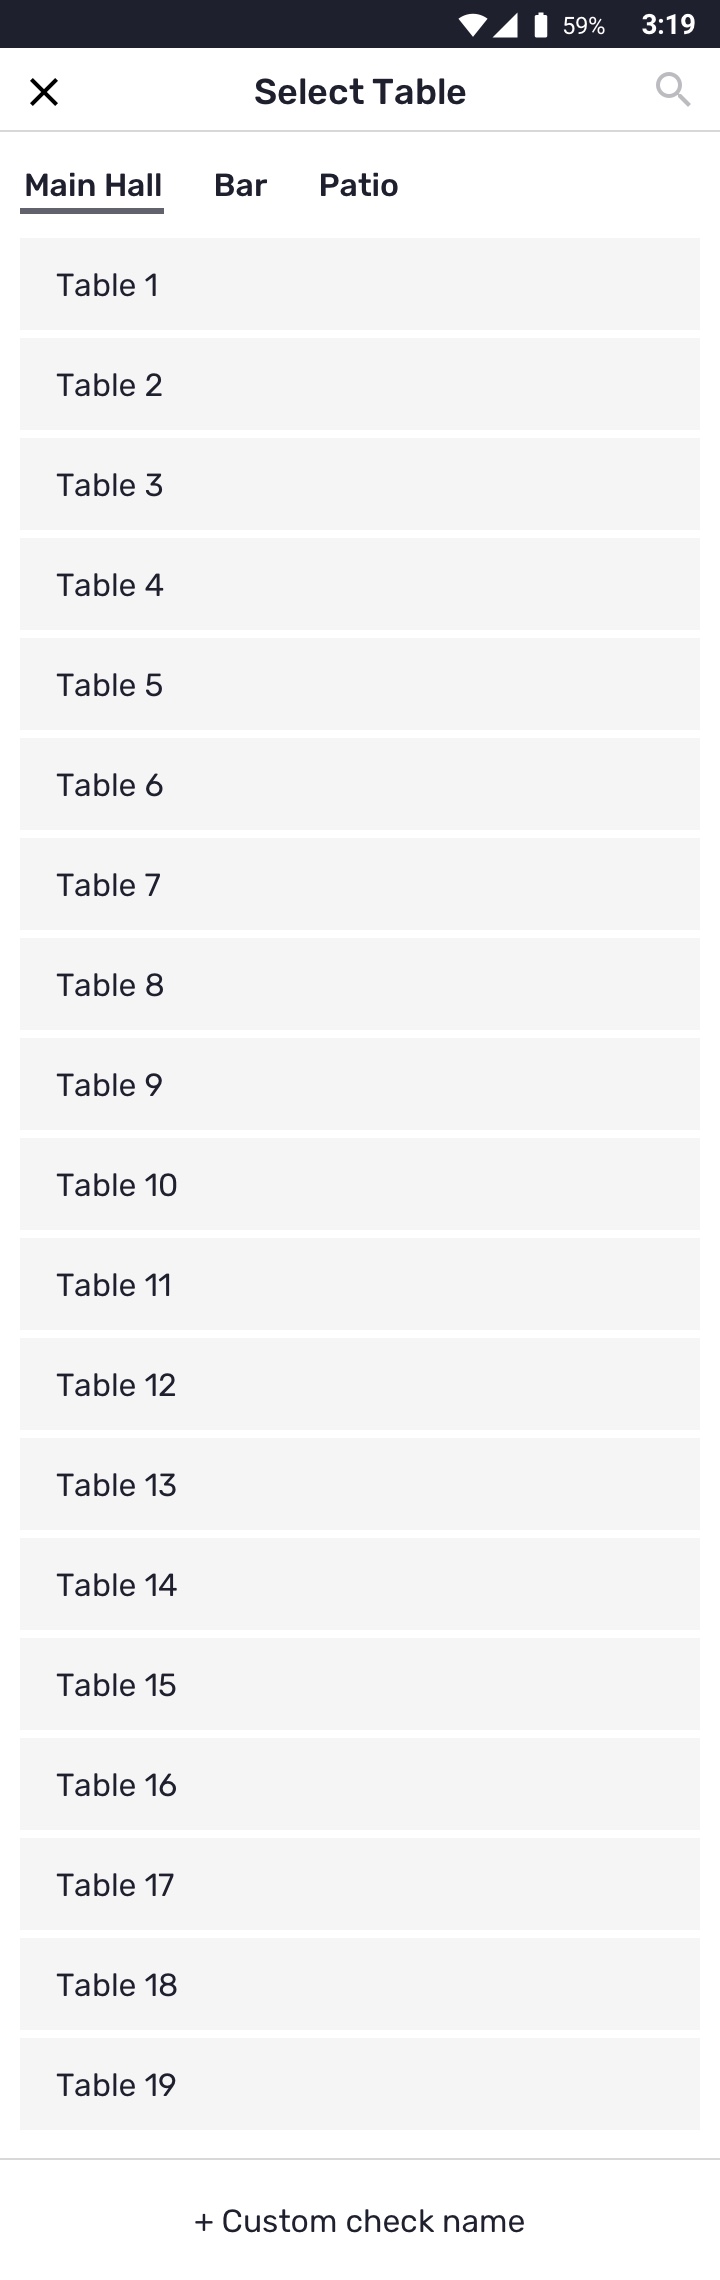 59% 3:19
Select Table
Main Hall Bar Patio
Table 1
Table 2
Table 3
Table 4
Table 5
Table 6
Table 7
Table 8
Table 9
Table 10
Table 11
Table 12
Table 13
Table 14
Table 15
Table 16
Table 17
Table 18
Table 19
+ Custom check name